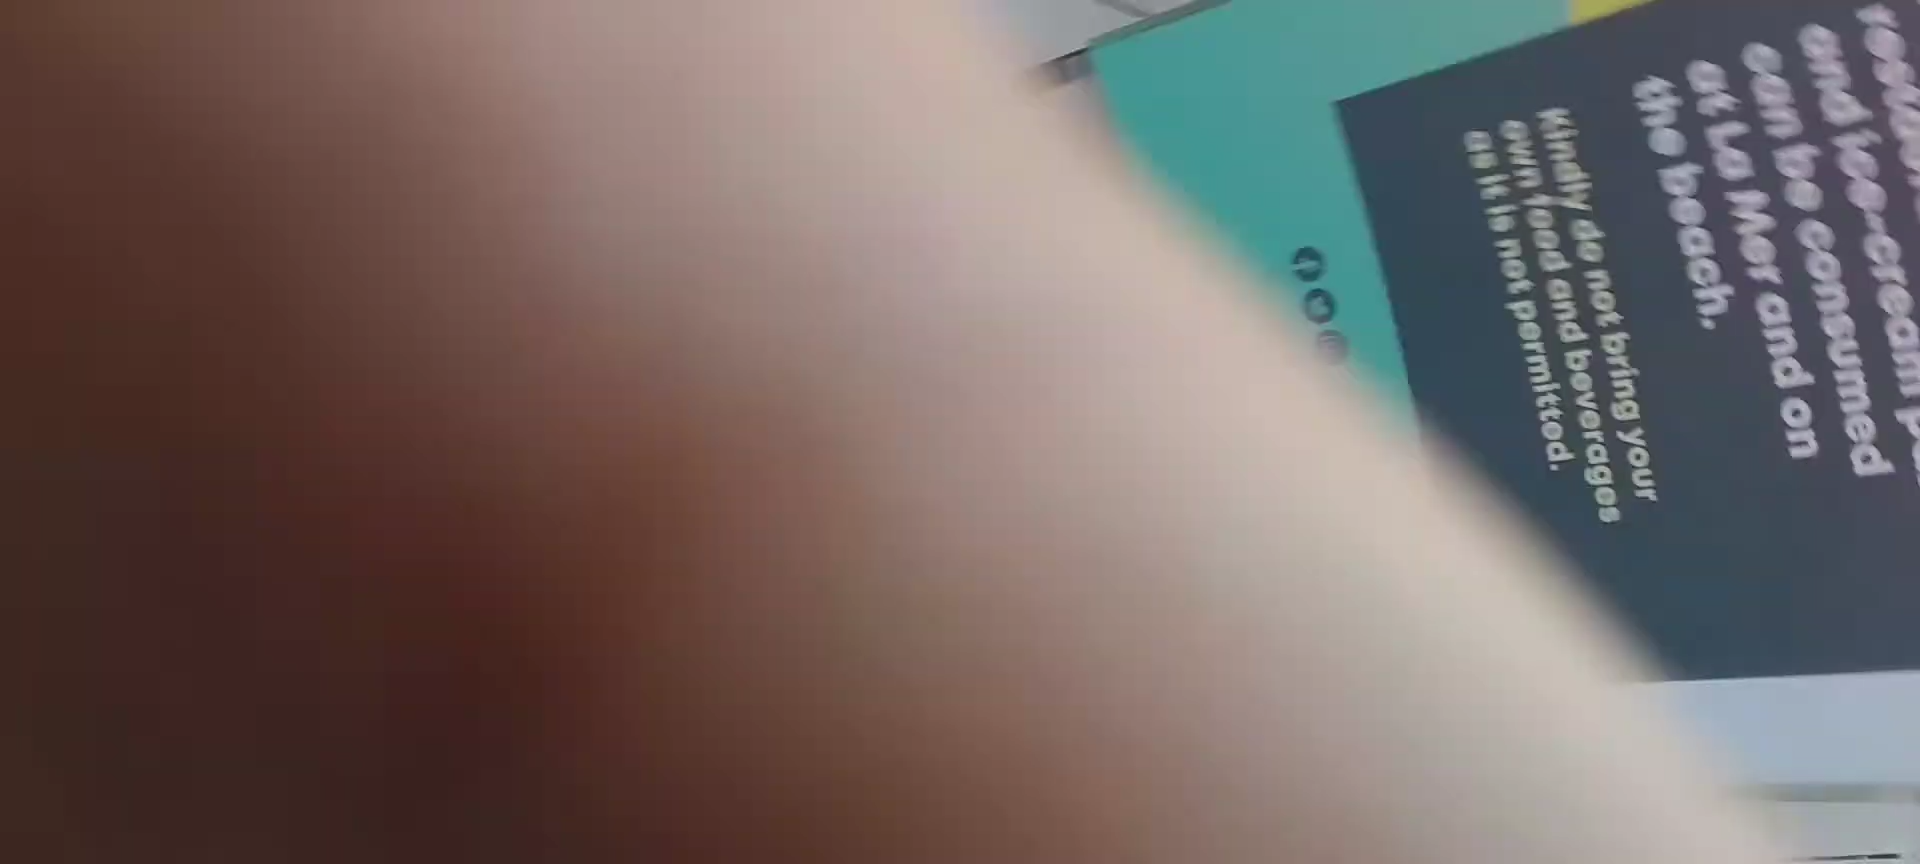 and ice-cream
can be consumed
at La Mer and on
the beach.
Kindly do not bring your
own food and beverages
as it is not permitted.